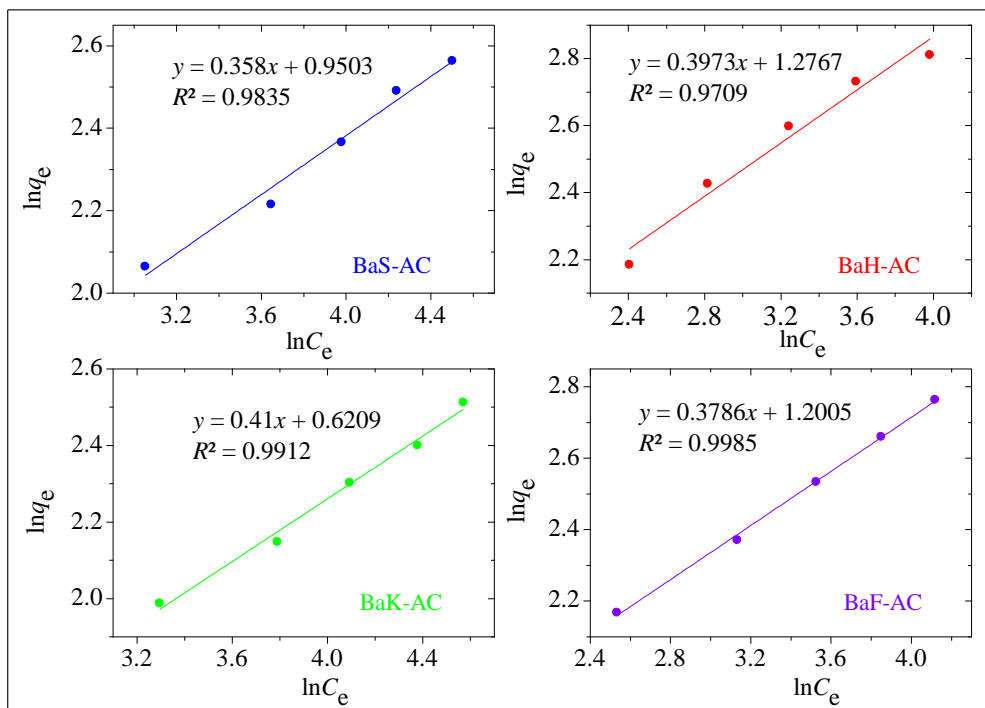 2.6
2.4
2.2
2.0
lnqₑ
y = 0.358x + 0.9503
R² = 0.9835
BaS-AC
3.2 3.6 4.0 4.4
lnCₑ
2.8
2.6
2.4
2.2
lnqₑ
y = 0.3973x + 1.2767
R² = 0.9709
BaH-AC
2.4 2.8 3.2 3.6 4.0
lnCₑ
2.6
2.4
2.2
2.0
lnqₑ
y = 0.41x + 0.6209
R² = 0.9912
BaK-AC
3.2 3.6 4.0 4.4
lnCₑ
2.8
2.6
2.4
2.2
lnqₑ
y = 0.3786x + 1.2005
R² = 0.9985
BaF-AC
2.4 2.8 3.2 3.6 4.0
lnCₑ